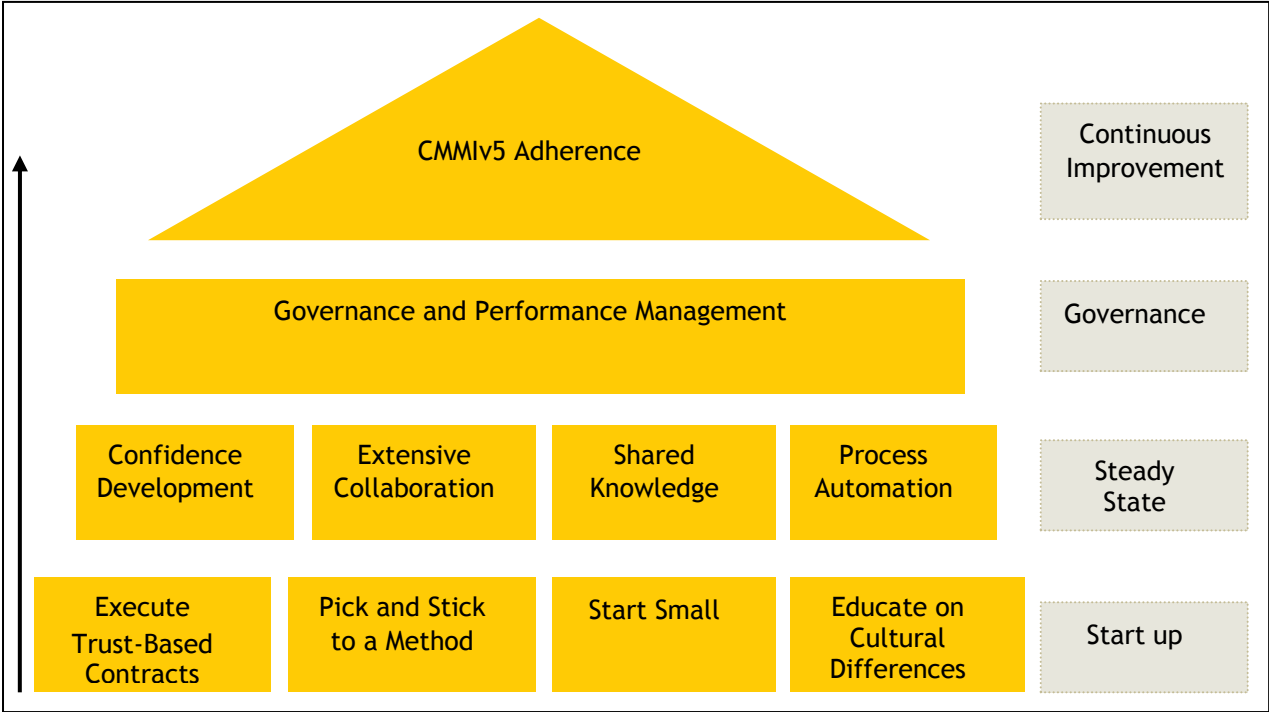 CMMIv5 Adherence
Continuous
Improvement
Governance and Performance Management
Governance
Confidence
Development
Extensive
Collaboration
Shared
Knowledge
Process
Automation
Steady
State
Execute
Trust-Based
Contracts
Pick and Stick
to a Method
Start Small
Educate on
Cultural
Differences
Start up